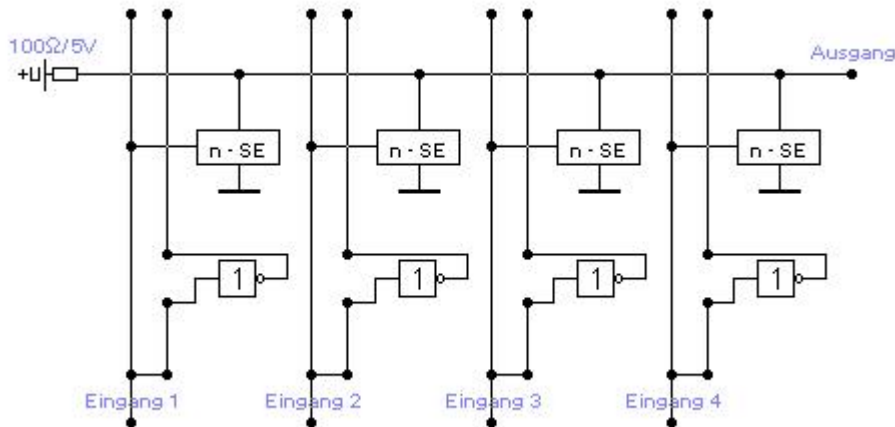 100Ω/5V
Ausgang
+U
n - SE n - SE n - SE n - SE
1 1 1 1
Eingang 1 Eingang 2 Eingang 3 Eingang 4